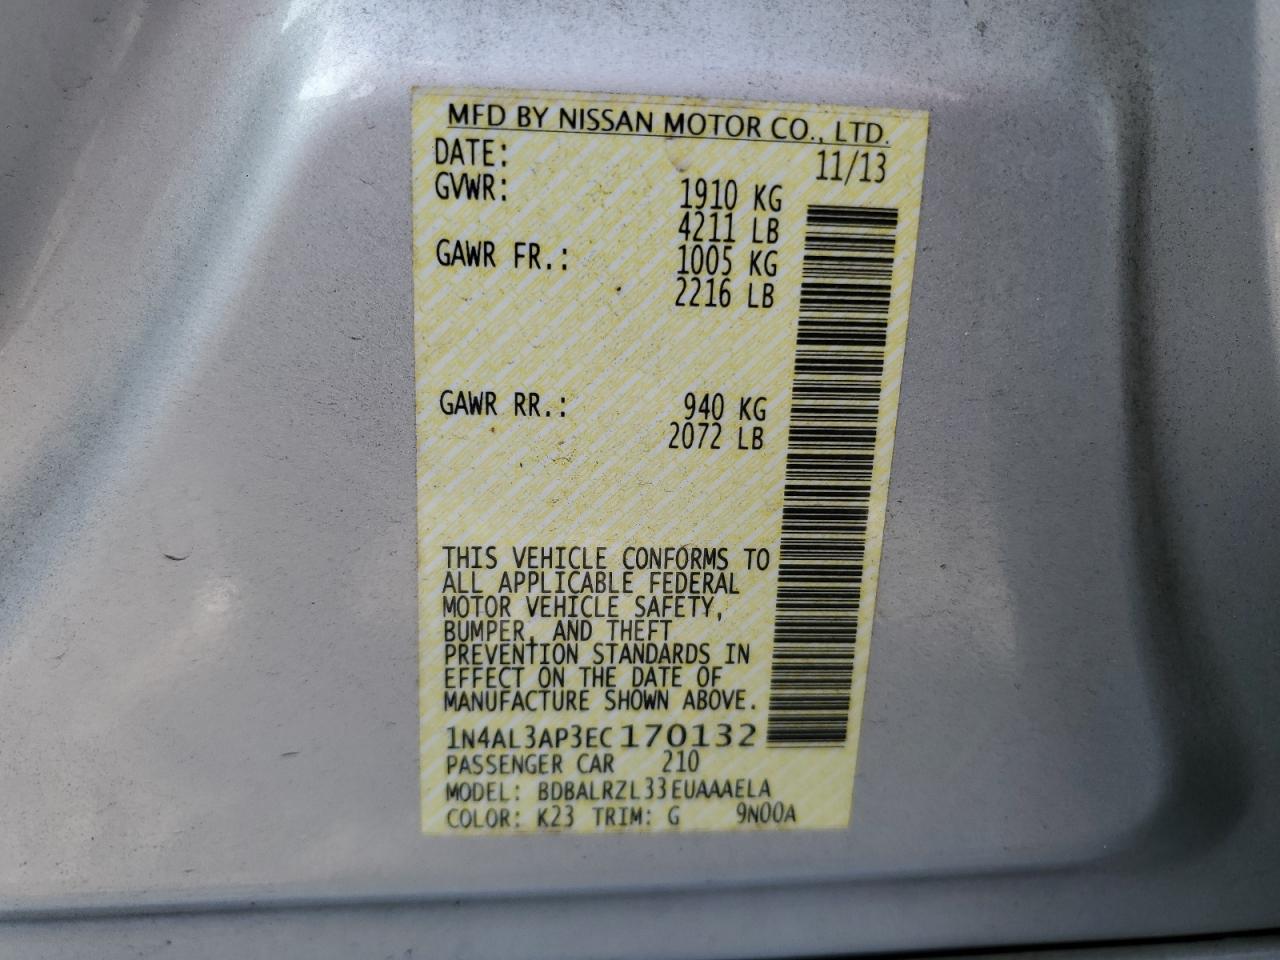 MFD BY NISSAN MOTOR CO., LTD.
DATE: 11/13
GVWR: 1910 KG
4211 LB
GAWR FR.: 1005 KG
2216 LB
GAWR RR.: 940 KG
2072 LB
THIS VEHICLE CONFORMS TO
ALL APPLICABLE FEDERAL
MOTOR VEHICLE SAFETY,
BUMPER, AND THEFT
PREVENTION STANDARDS IN
EFFECT ON THE DATE OF
MANUFACTURE SHOWN ABOVE.
1N4AL3AP3EC170132
PASSENGER CAR 210
MODEL: BDBALRZL33EUAAAELA
COLOR: K23 TRIM: G 9N00A